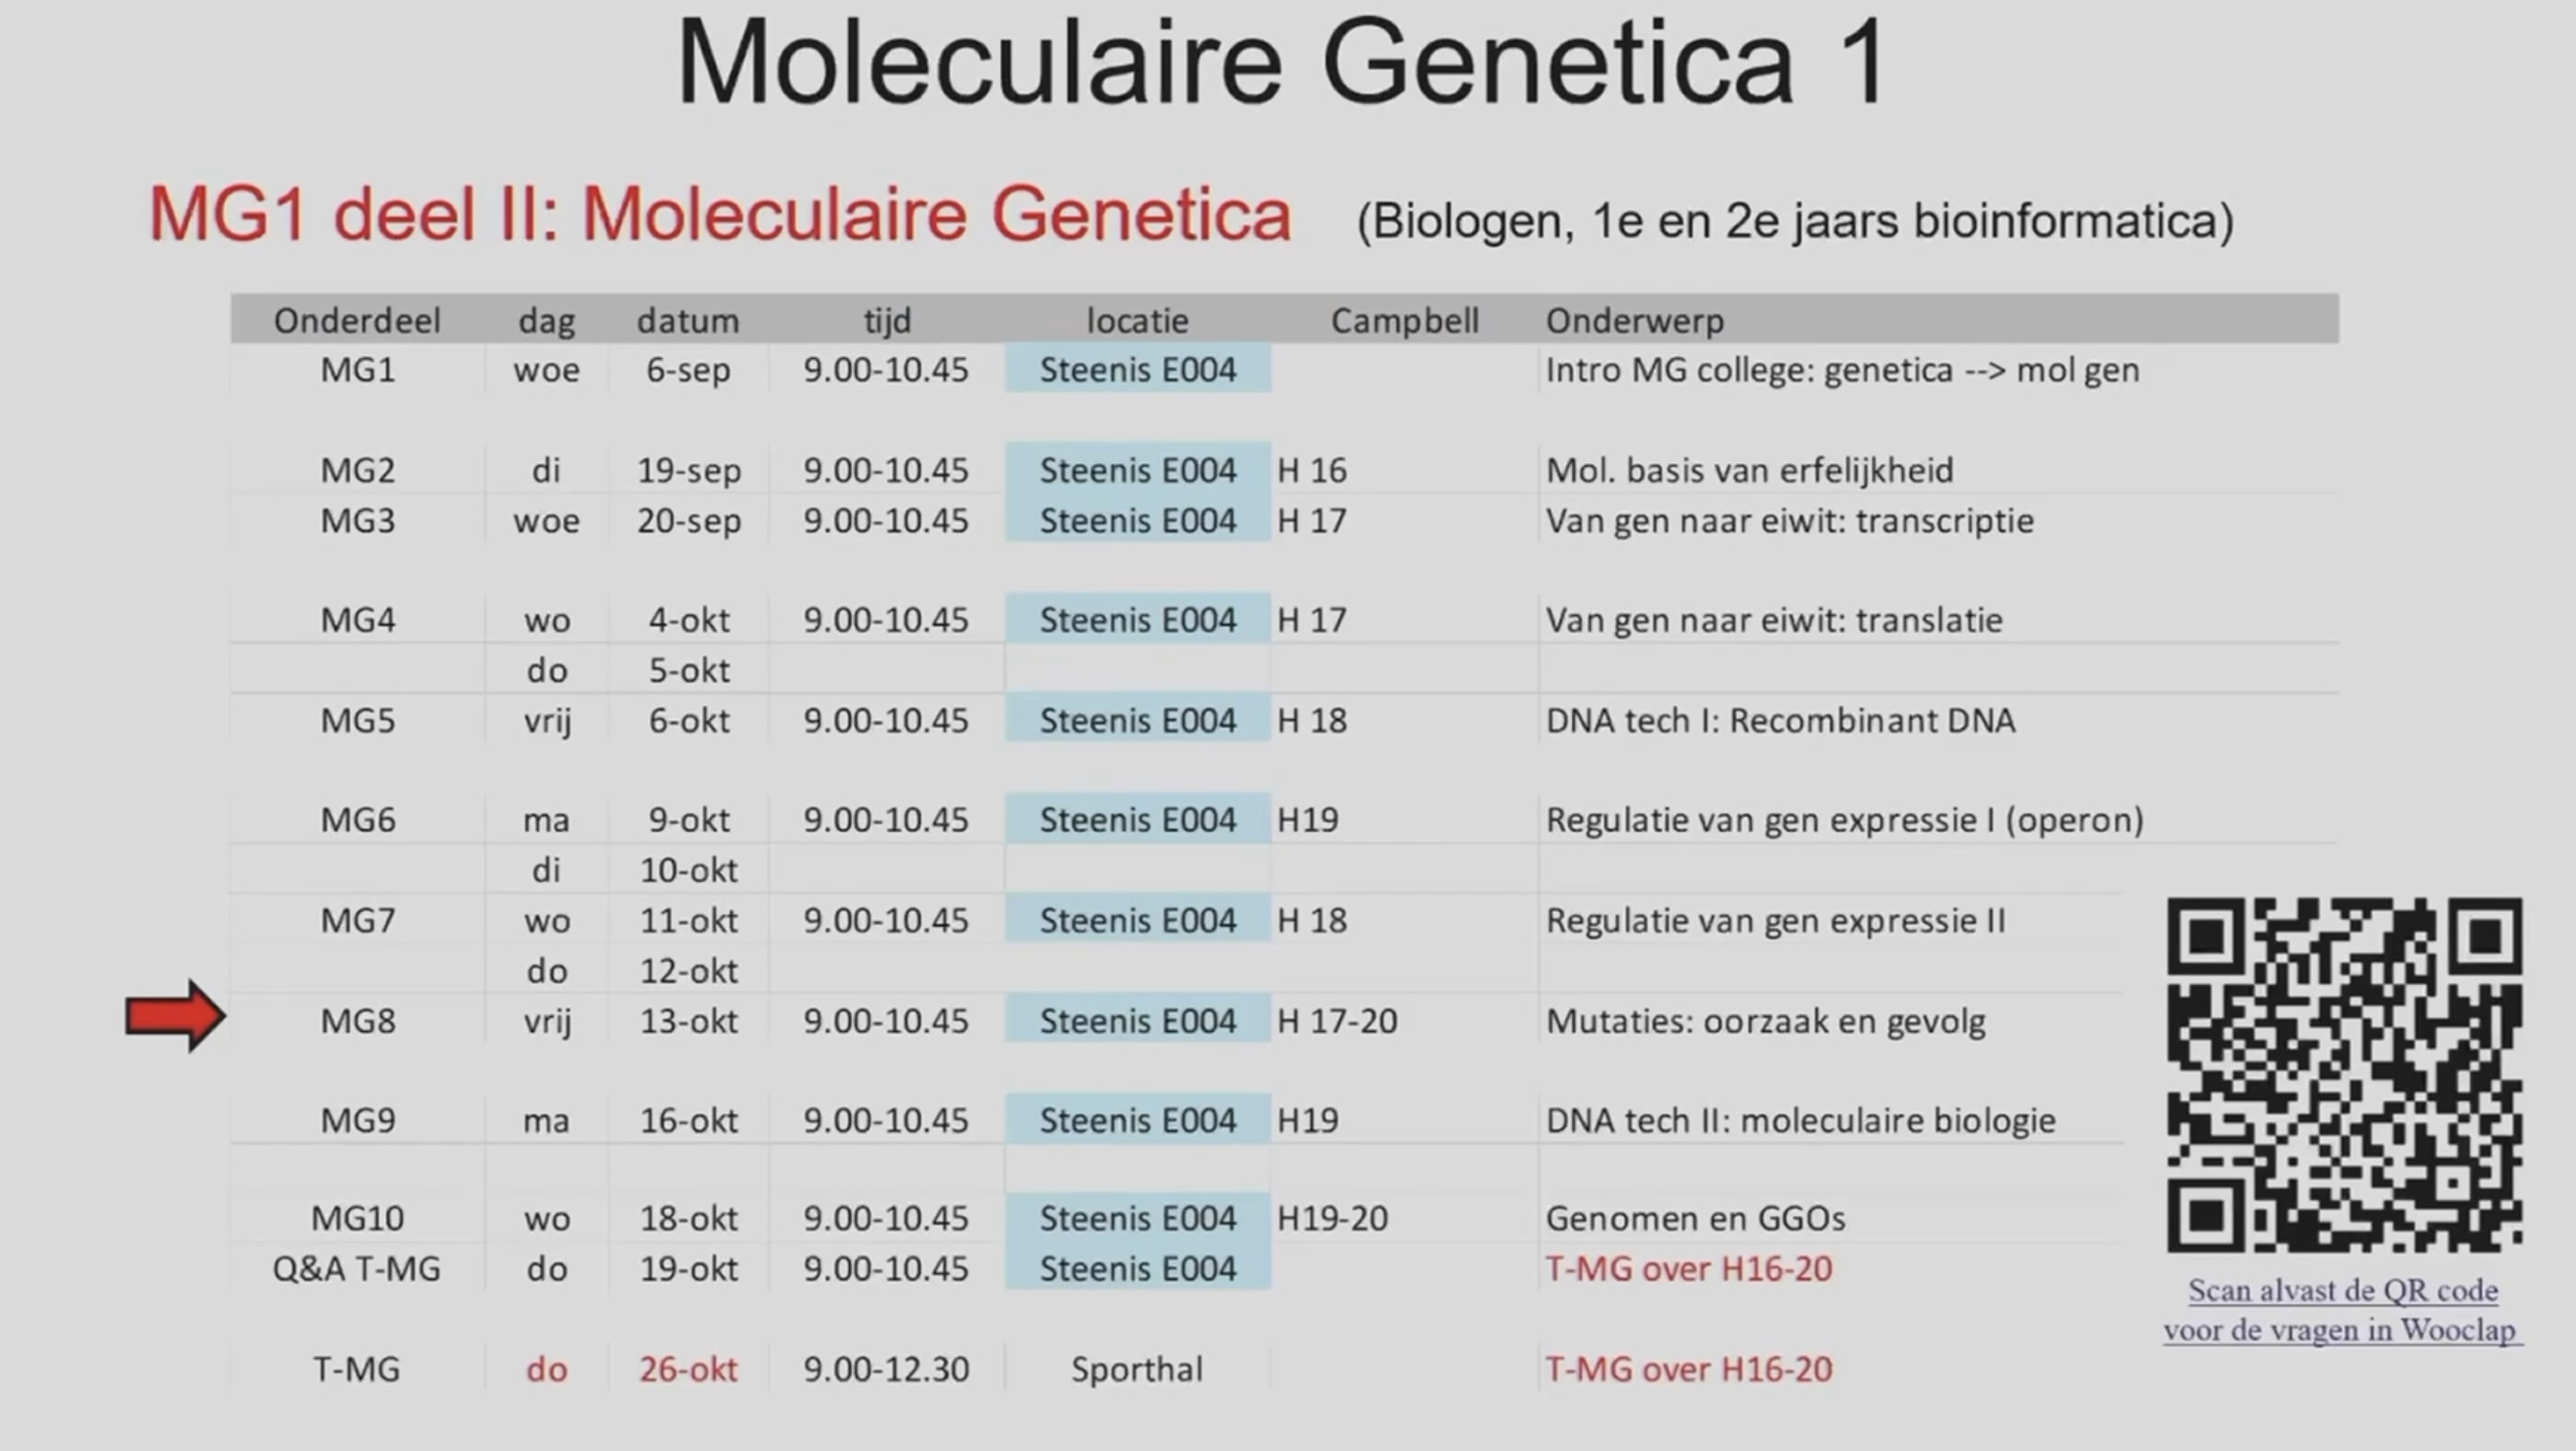 Moleculaire Genetica 1
MG1 deel II: Moleculaire Genetica (Biologen, 1e en 2e jaars bioinformatica)
Onderdeel dag datum tijd locatie Campbell Onderwerp
MG1 woe 6-sep 9.00-10.45 Steenis E004 Intro MG college: genetica --> mol gen
MG2 di 19-sep 9.00-10.45 Steenis E004 H 16 Mol. basis van erfelijkheid
MG3 woe 20-sep 9.00-10.45 Steenis E004 H 17 Van gen naar eiwit: transcriptie
MG4 wo 4-okt 9.00-10.45 Steenis E004 H 17 Van gen naar eiwit: translatie
do 5-okt
MG5 vrij 6-okt 9.00-10.45 Steenis E004 H 18 DNA tech I: Recombinant DNA
MG6 ma 9-okt 9.00-10.45 Steenis E004 H19 Regulatie van gen expressie I (operon)
di 10-okt
MG7 wo 11-okt 9.00-10.45 Steenis E004 H 18 Regulatie van gen expressie II
do 12-okt
MG8 vrij 13-okt 9.00-10.45 Steenis E004 H 17-20 Mutaties: oorzaak en gevolg
MG9 ma 16-okt 9.00-10.45 Steenis E004 H19 DNA tech II: moleculaire biologie
MG10 wo 18-okt 9.00-10.45 Steenis E004 H19-20 Genomen en GGOs
Q&A T-MG do 19-okt 9.00-10.45 Steenis E004 T-MG over H16-20
T-MG do 26-okt 9.00-12.30 Sporthal T-MG over H16-20
Scan alvast de QR code
voor de vragen in Wooclap